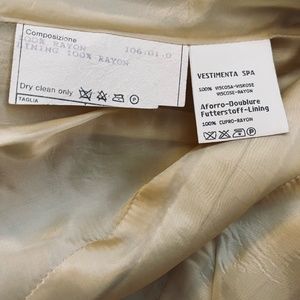 Composizione
100% RAYON 106.01.0
LINING 100% RAYON
Dry clean only
P
TAGLIA
VESTIMENTA SPA
100% VISCOSA-VISKOSE
VISCOSE-RAYON
Aforro-Doublure
Futterstoff-Lining
100% CUPRO-RAYON
P